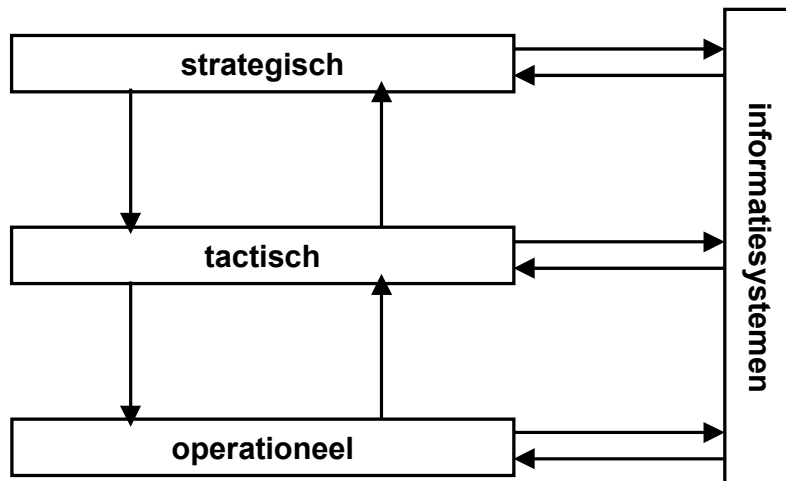 strategisch
tactisch
operationeel
informatiesystemen